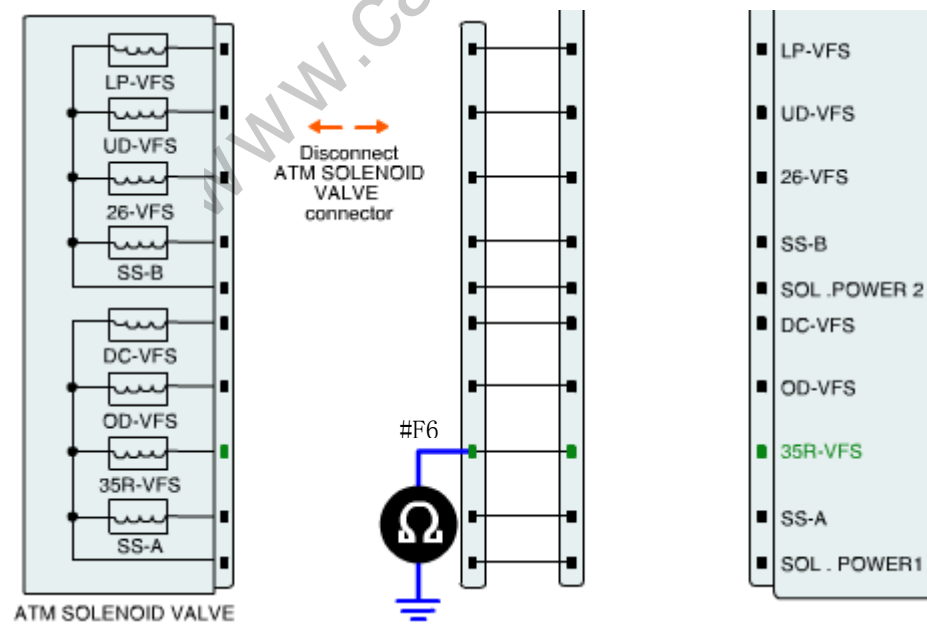 www.ca
LP-VFS
UD-VFS
26-VFS
SS-B
DC-VFS
OD-VFS
35R-VFS
SS-A
ATM SOLENOID VALVE
Disconnect
ATM SOLENOID
VALVE
connector
#F6
Ω
LP-VFS
UD-VFS
26-VFS
SS-B
SOL .POWER 2
DC-VFS
OD-VFS
35R-VFS
SS-A
SOL . POWER1